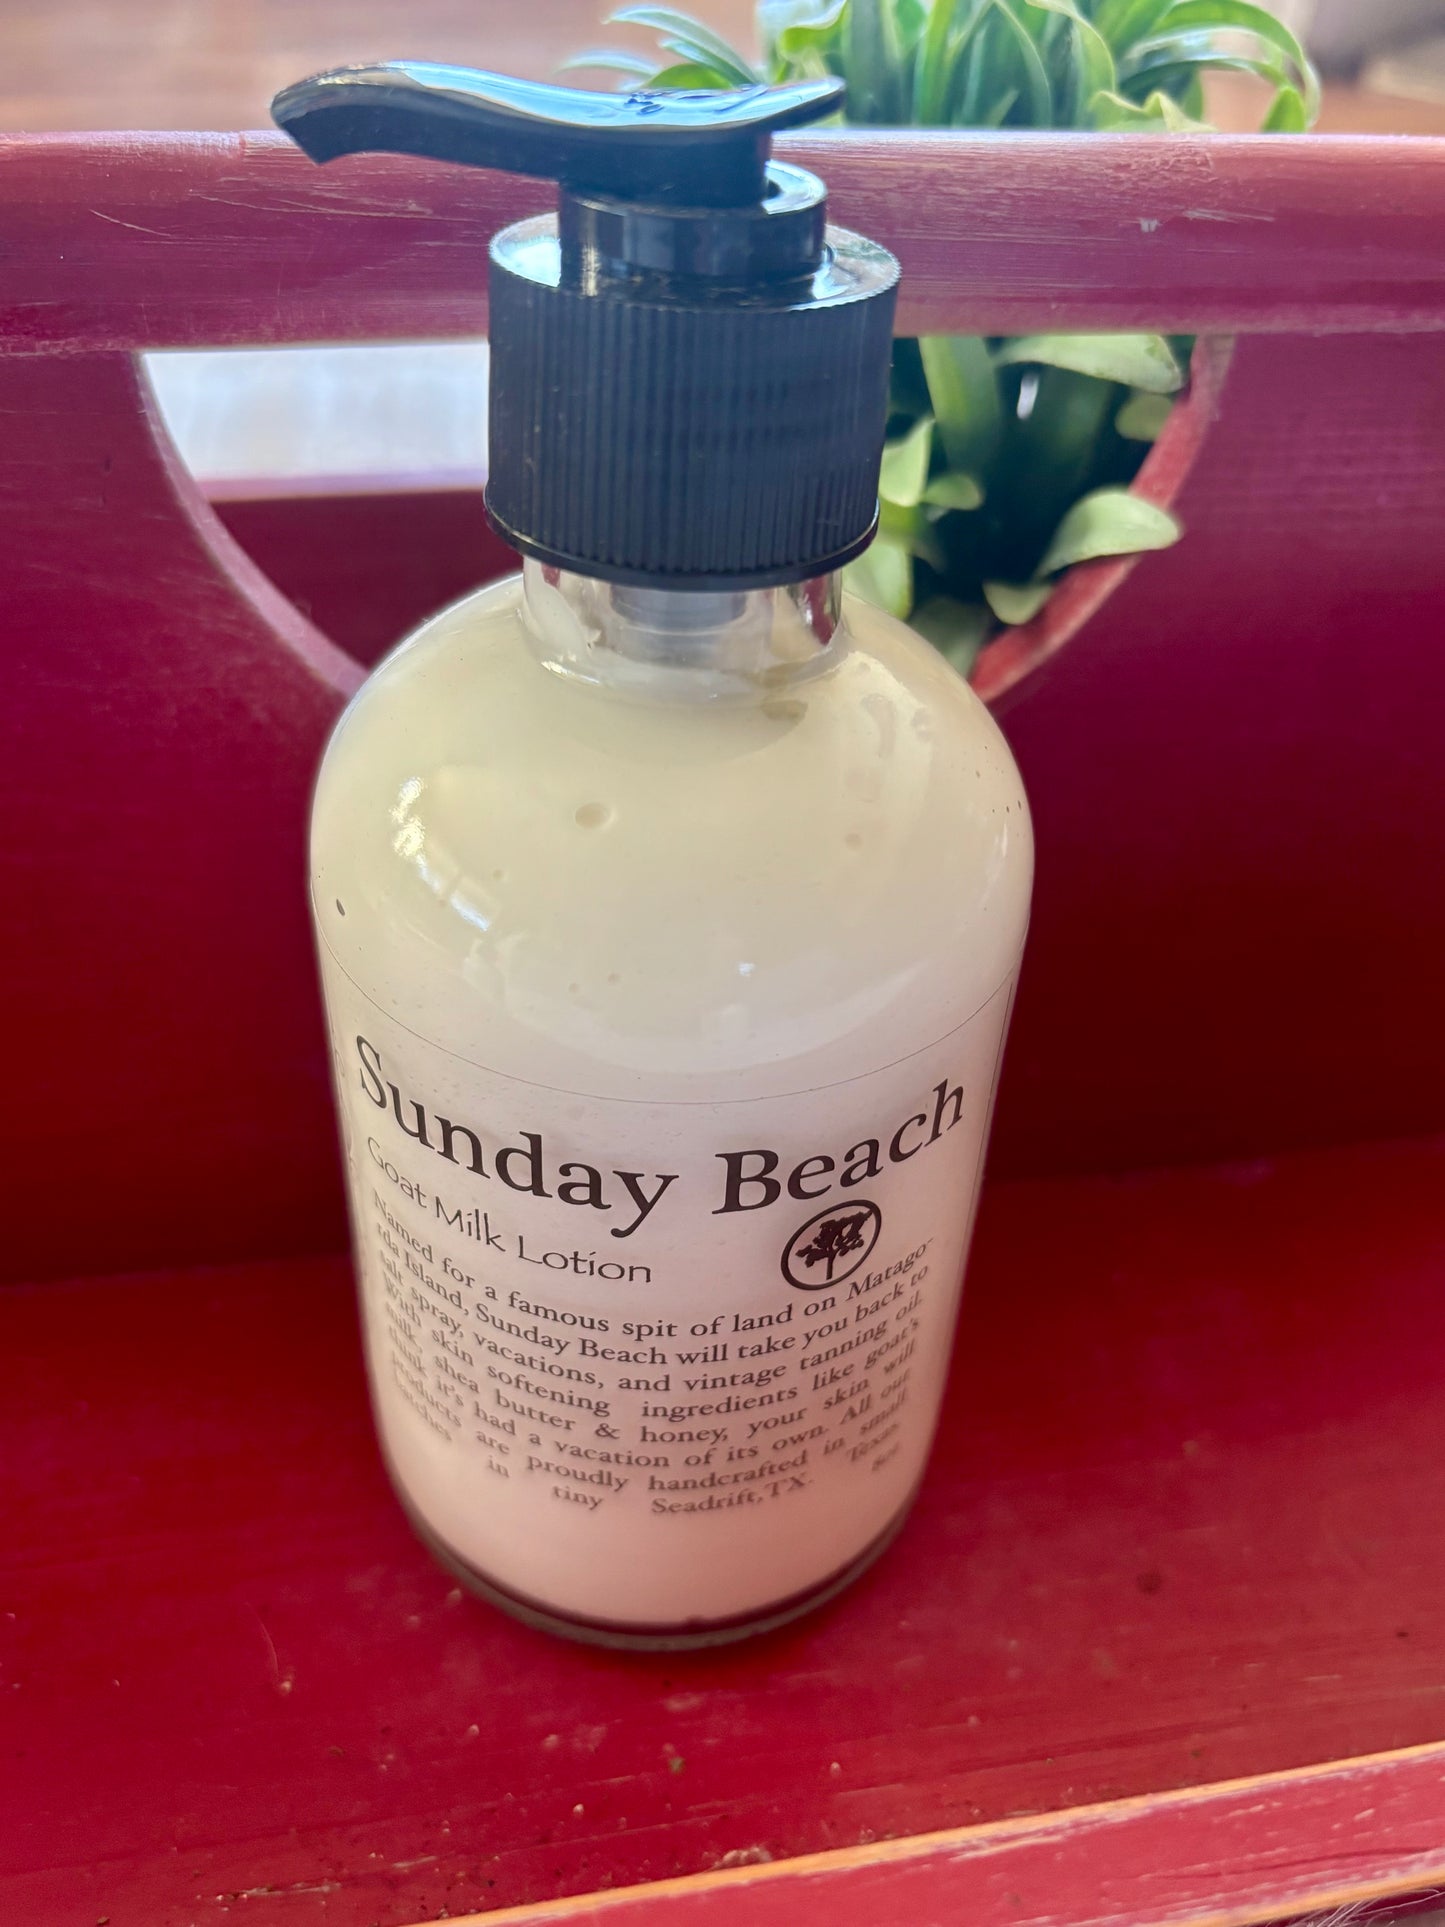 Sunday Beach
Goat Milk Lotion
Named for a famous spit of land on Matago-
rda Island, Sunday Beach will take you back to
salt spray, vacations, and vintage tanning oil.
With skin softening ingredients like goat's
milk, shea butter & honey, your skin will
think it's had a vacation of its own. All our
products are proudly handcrafted in small
batches in tiny Seadrift, TX. Texas
8oz